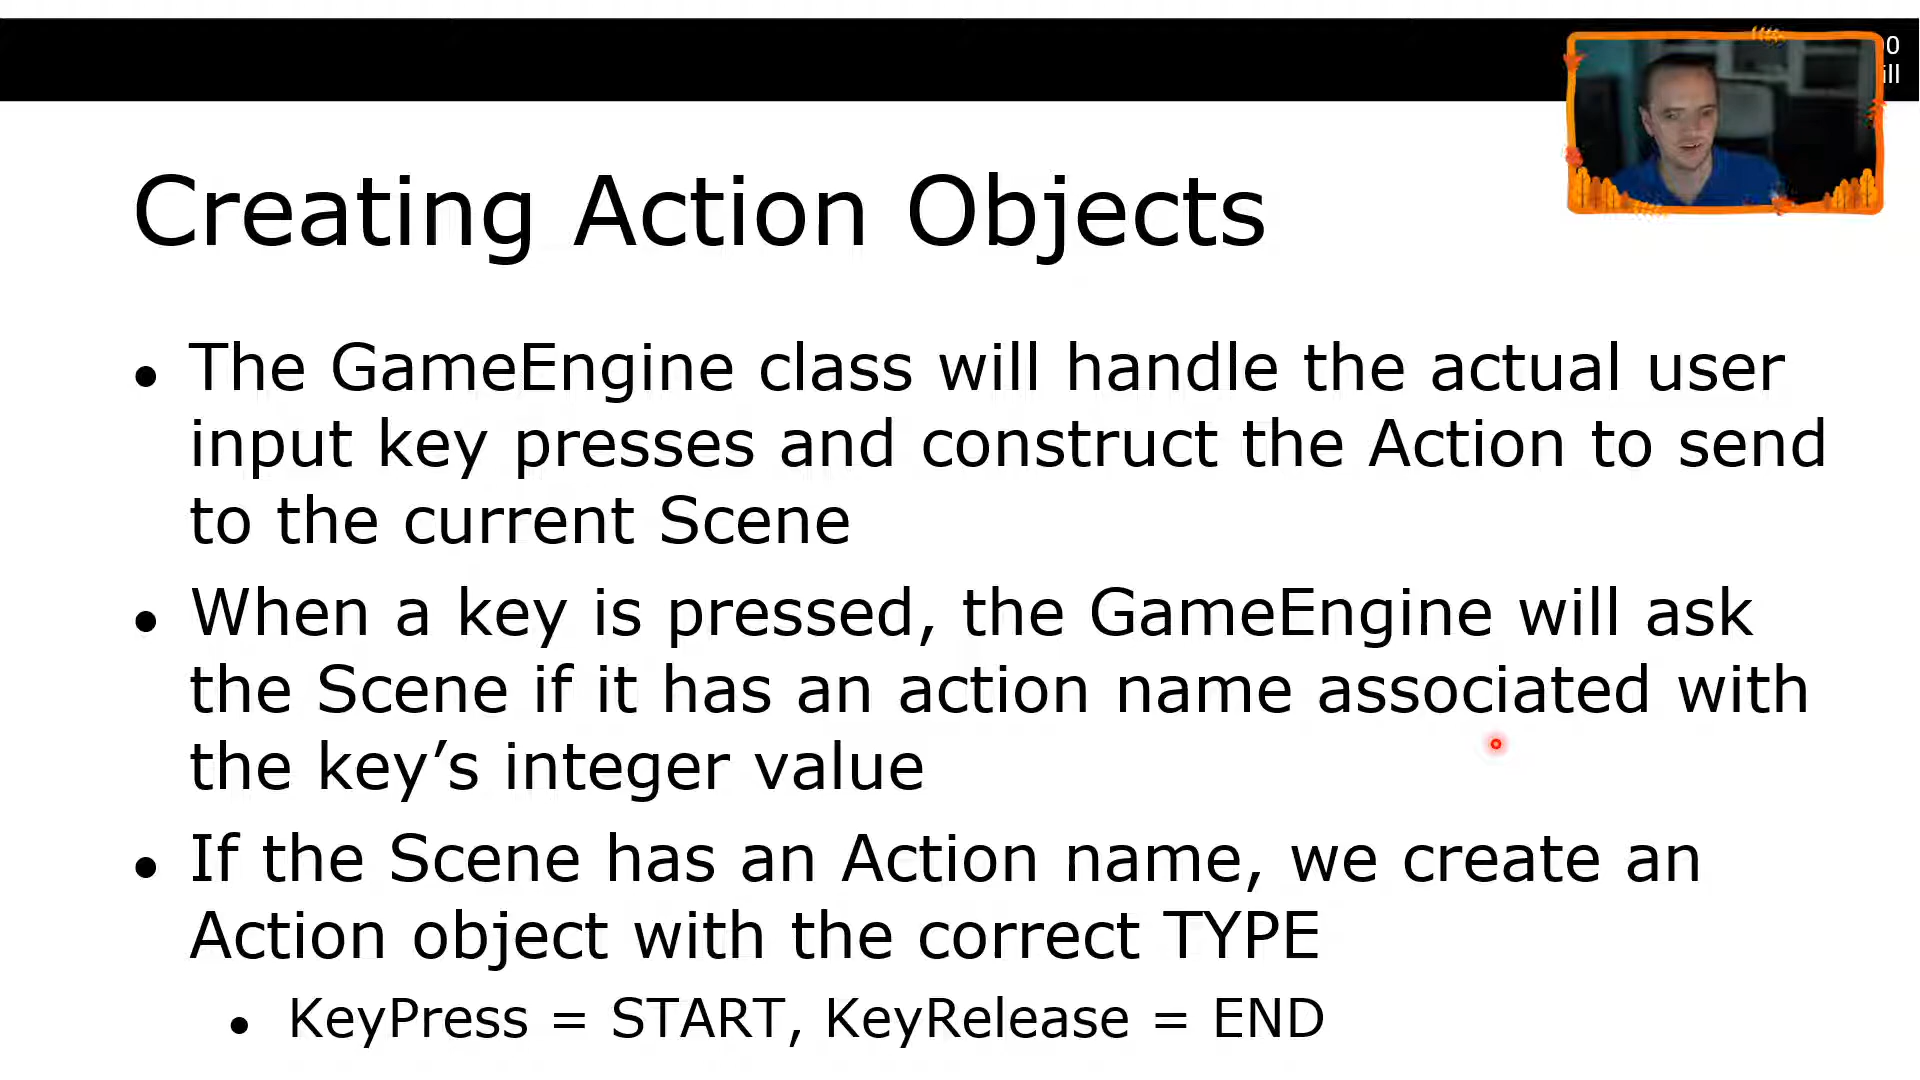 Creating Action Objects
• The GameEngine class will handle the actual user
input key presses and construct the Action to send
to the current Scene
• When a key is pressed, the GameEngine will ask
the Scene if it has an action name associated with
the key’s integer value
• If the Scene has an Action name, we create an
Action object with the correct TYPE
• KeyPress = START, KeyRelease = END